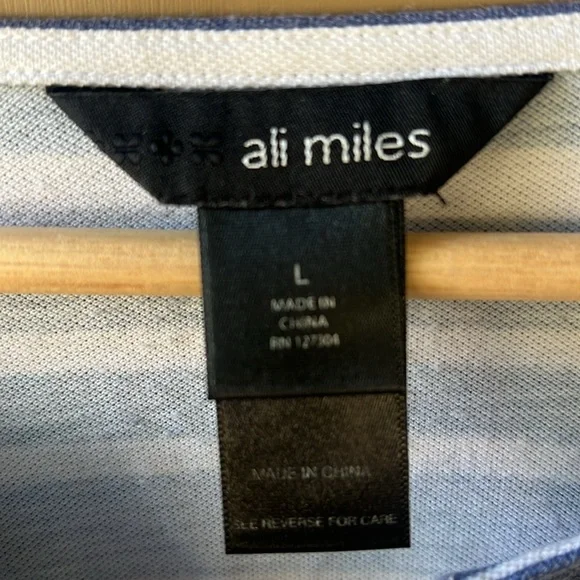 ali miles
L
MADE IN
CHINA
RN 127304
MADE IN CHINA
SEE REVERSE FOR CARE